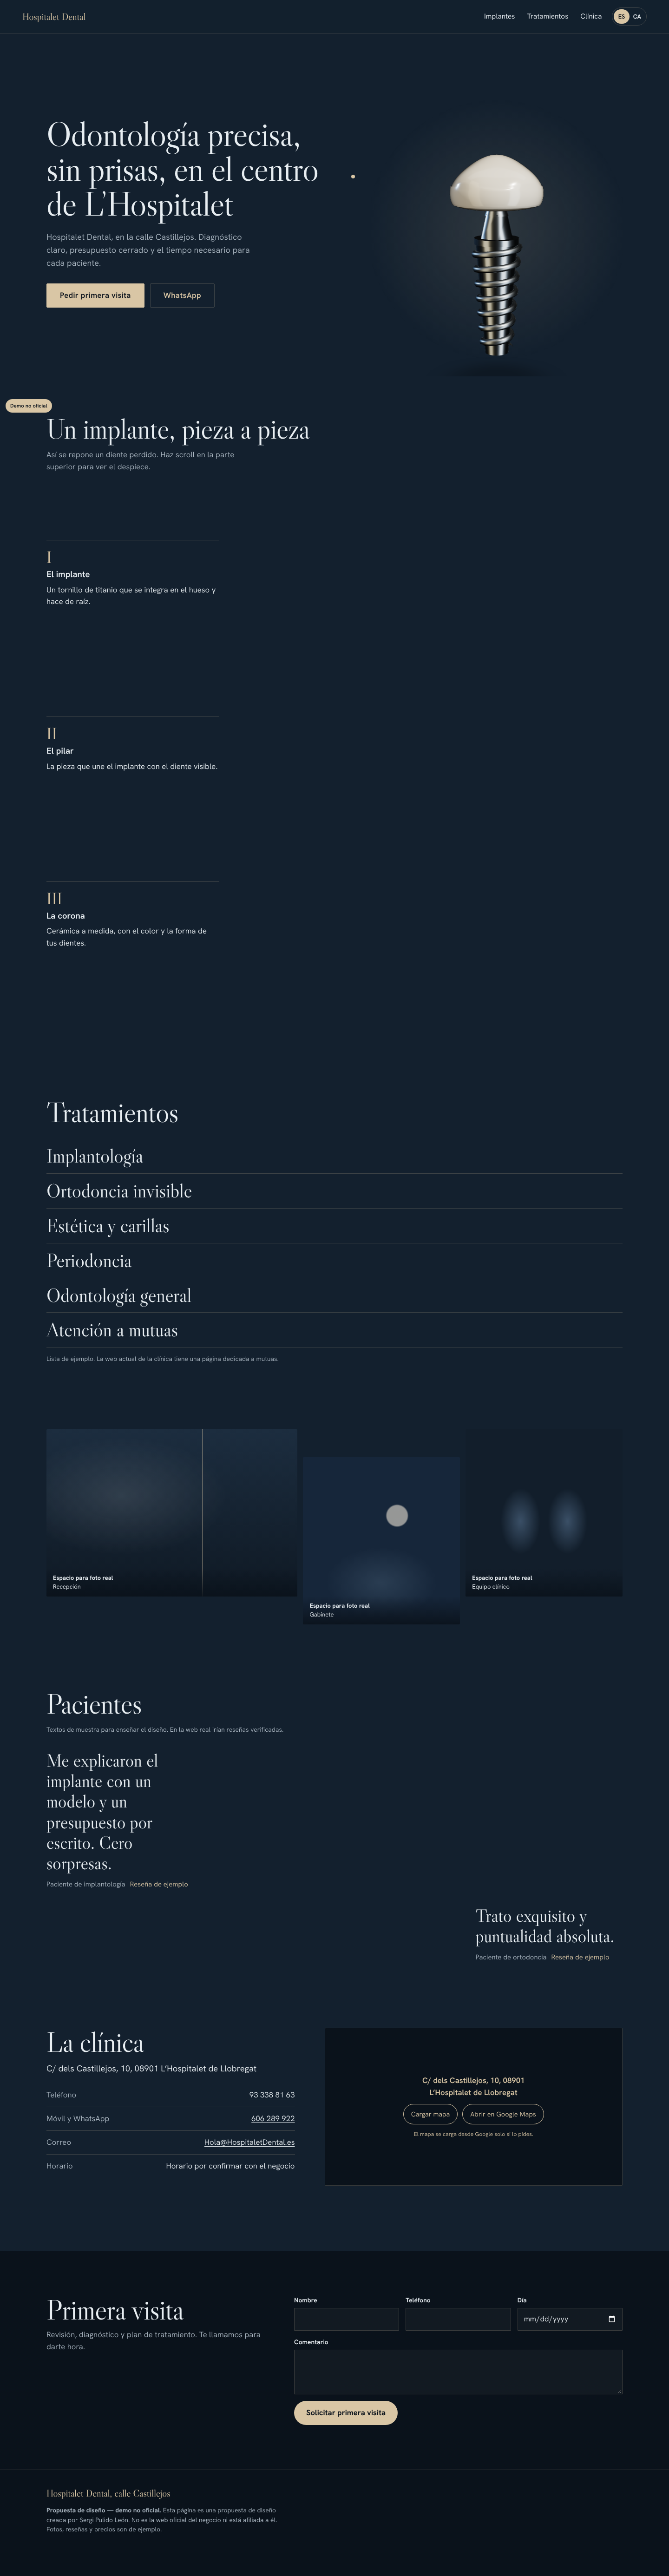 Hospitalet Dental
Implantes
Tratamientos
Clínica
ES
CA
Odontología precisa,
sin prisas, en el centro
de L'Hospitalet
Hospitalet Dental, en la calle Castillejos. Diagnóstico
claro, presupuesto cerrado y el tiempo necesario para
cada paciente.
Pedir primera visita
WhatsApp
Demo no oficial
Un implante, pieza a pieza
Así se repone un diente perdido. Haz scroll en la parte
superior para ver el despiece.
I
El implante
Un tornillo de titanio que se integra en el hueso y
hace de raíz.
II
El pilar
La pieza que une el implante con el diente visible.
III
La corona
Cerámica a medida, con el color y la forma de
tus dientes.
Tratamientos
Implantología
Ortodoncia invisible
Estética y carillas
Periodoncia
Odontología general
Atención a mutuas
Lista de ejemplo. La web actual de la clínica tiene una página dedicada a mutuas.
Espacio para foto real
Recepción
Espacio para foto real
Gabinete
Espacio para foto real
Equipo clínico
Pacientes
Textos de muestra para enseñar el diseño. En la web real irían reseñas verificadas.
Me explicaron el
implante con un
modelo y un
presupuesto por
escrito. Cero
sorpresas.
Paciente de implantología Reseña de ejemplo
Trato exquisito y
puntualidad absoluta.
Paciente de ortodoncia Reseña de ejemplo
La clínica
C/ dels Castillejos, 10, 08901 L'Hospitalet de Llobregat
Teléfono 93 338 81 63
Móvil y WhatsApp 606 289 922
Correo Hola@HospitaletDental.es
Horario Horario por confirmar con el negocio
C/ dels Castillejos, 10, 08901
L'Hospitalet de Llobregat
Cargar mapa
Abrir en Google Maps
El mapa se carga desde Google solo si lo pides.
Primera visita
Revisión, diagnóstico y plan de tratamiento. Te llamamos para
darte hora.
Nombre
Teléfono
Día
mm/dd/yyyy
Comentario
Solicitar primera visita
Hospitalet Dental, calle Castillejos
Propuesta de diseño — demo no oficial. Esta página es una propuesta de diseño
creada por Sergi Pulido León. No es la web oficial del negocio ni está afiliada a él.
Fotos, reseñas y precios son de ejemplo.